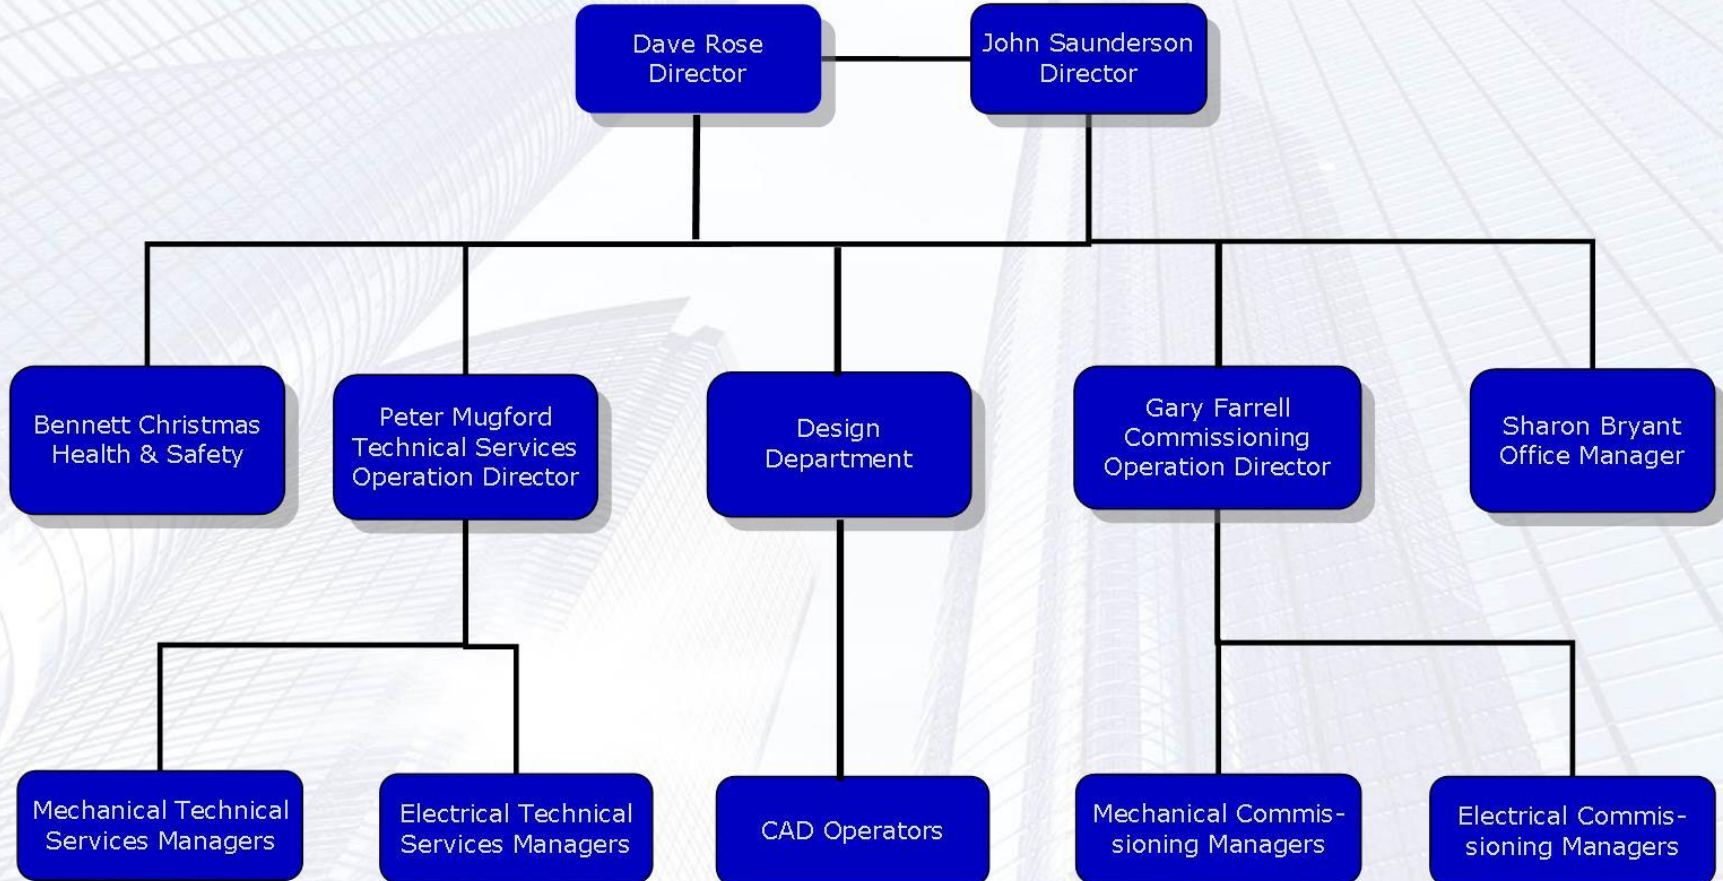 Dave Rose
Director
John Saunderson
Director
Bennett Christmas
Health & Safety
Peter Mugford
Technical Services
Operation Director
Design
Department
Gary Farrell
Commissioning
Operation Director
Sharon Bryant
Office Manager
Mechanical Technical
Services Managers
Electrical Technical
Services Managers
CAD Operators
Mechanical Commis-
sioning Managers
Electrical Commis-
sioning Managers